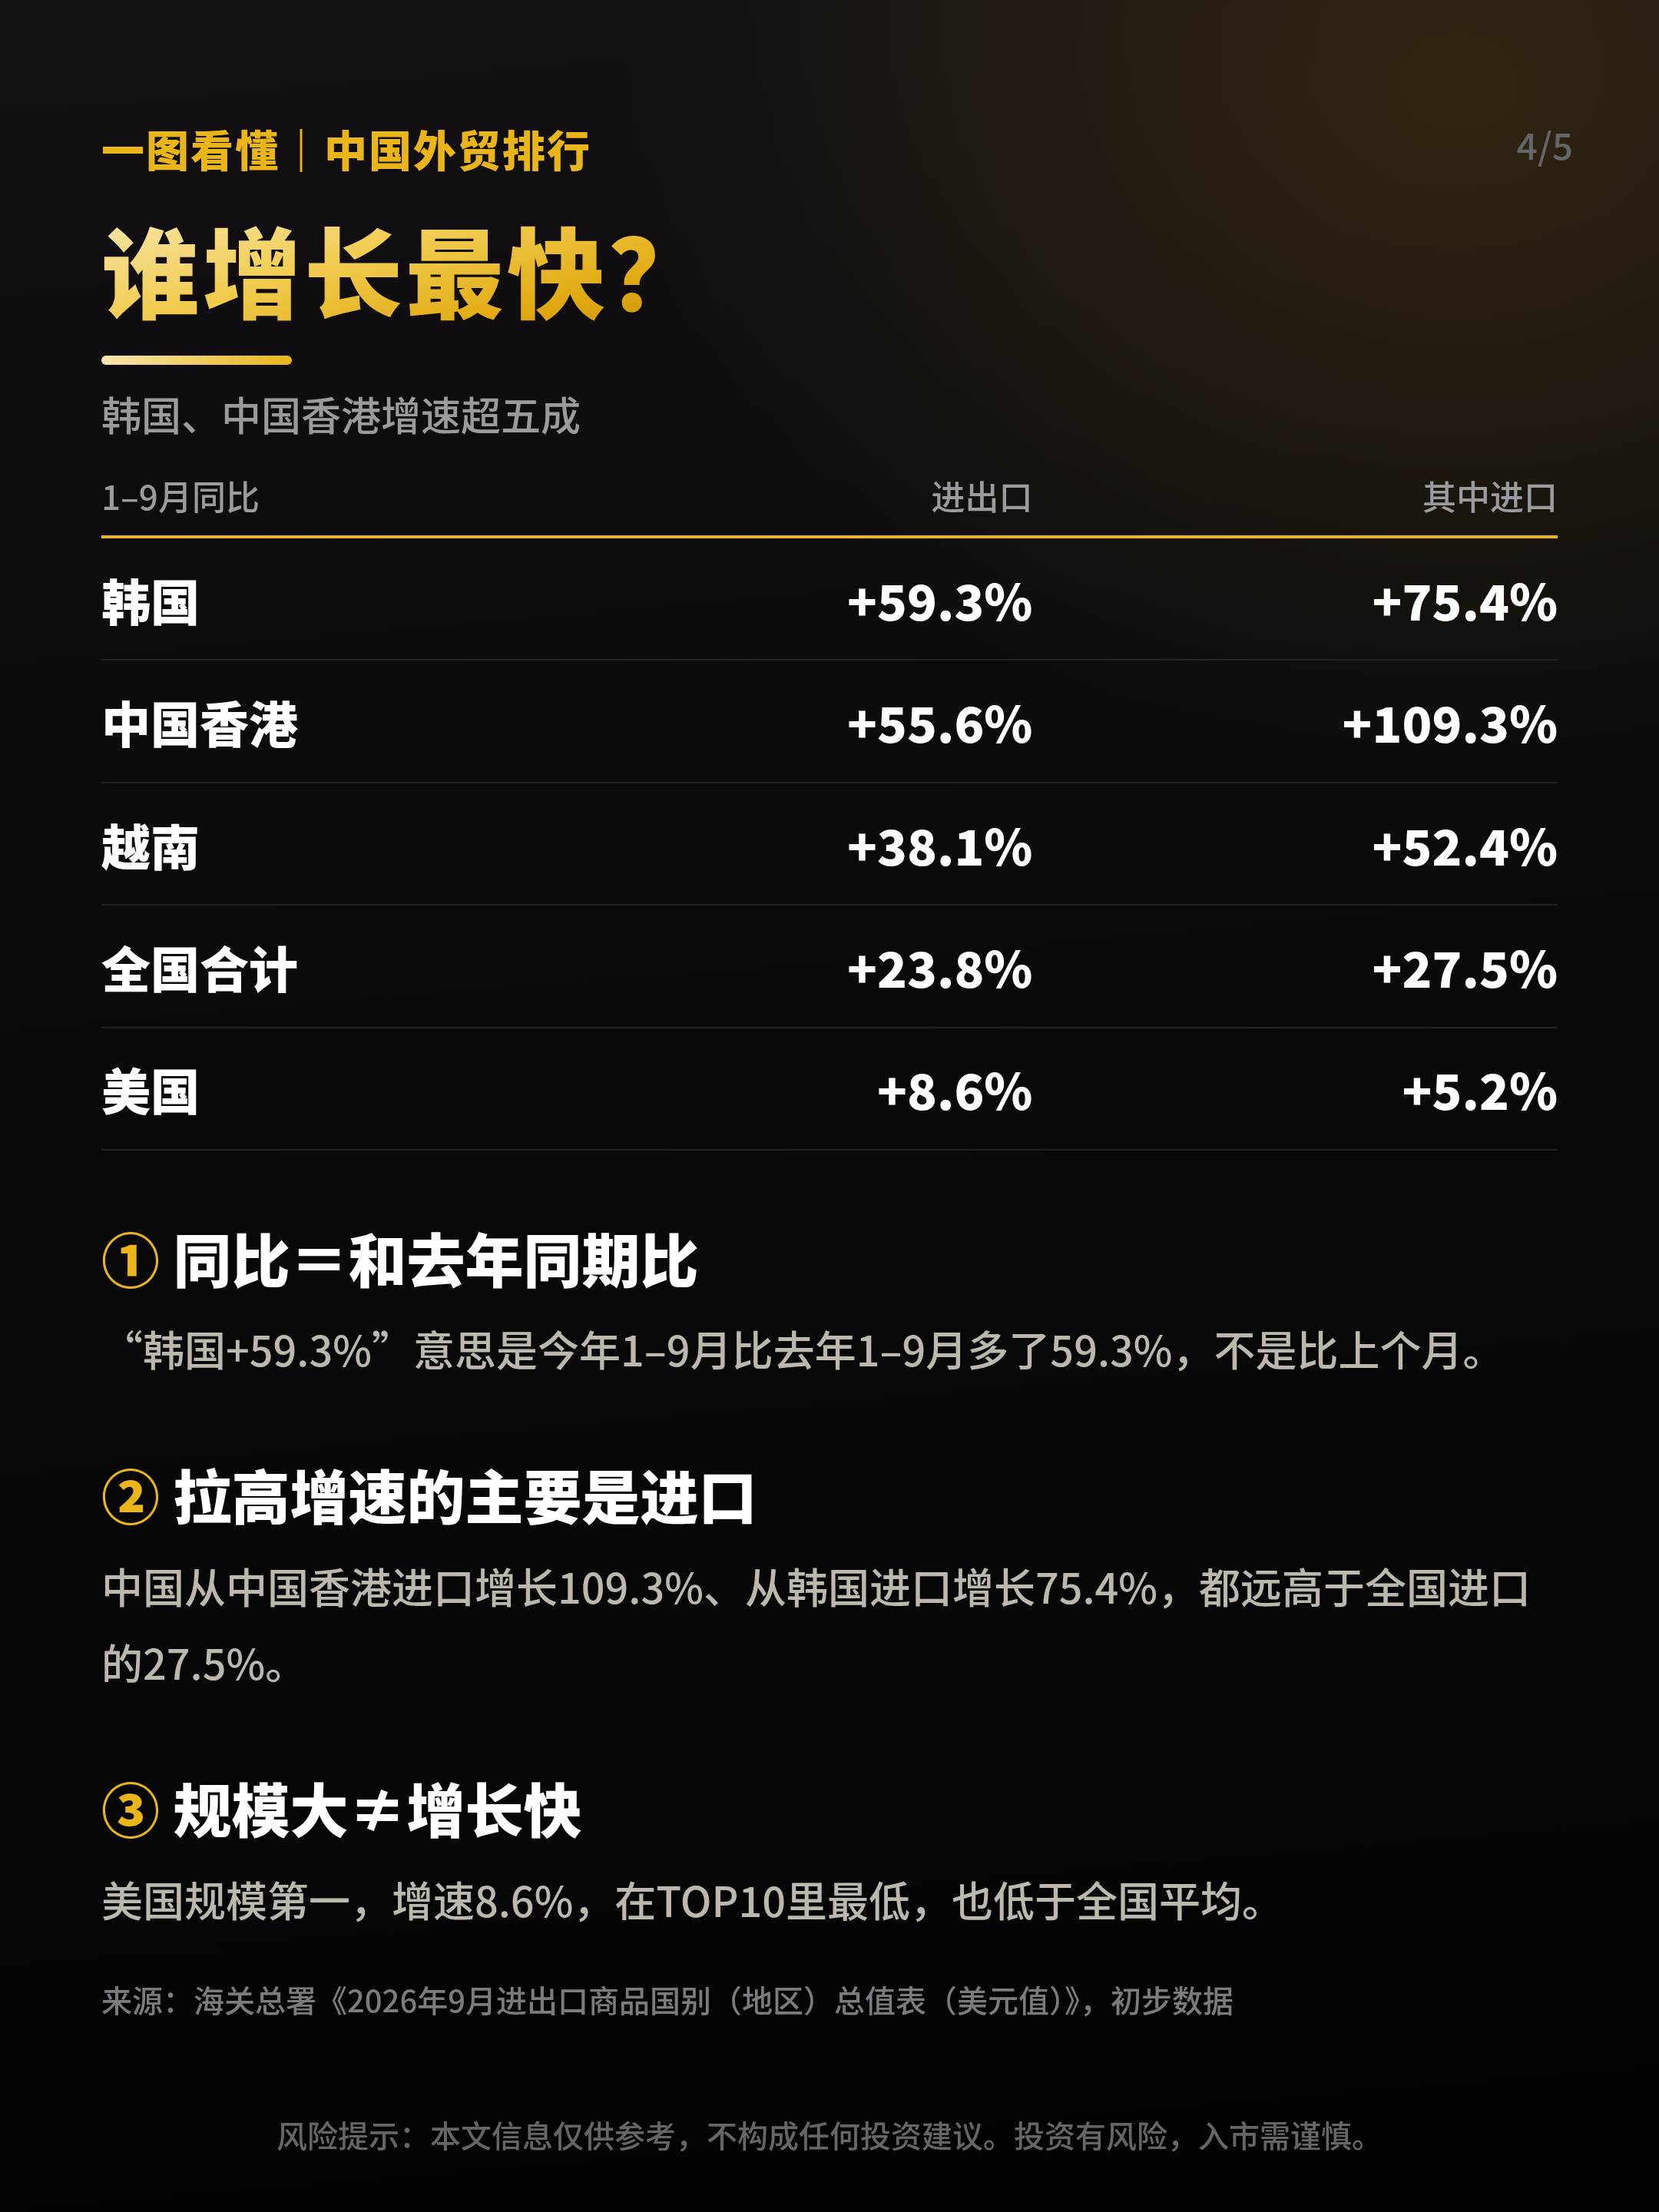 一图看懂｜中国外贸排行
4/5
谁增长最快？
韩国、中国香港增速超五成
1–9月同比 进出口 其中进口
韩国 +59.3% +75.4%
中国香港 +55.6% +109.3%
越南 +38.1% +52.4%
全国合计 +23.8% +27.5%
美国 +8.6% +5.2%
① 同比＝和去年同期比
“韩国+59.3%”意思是今年1–9月比去年1–9月多了59.3%，不是比上个月。
② 拉高增速的主要是进口
中国从中国香港进口增长109.3%、从韩国进口增长75.4%，都远高于全国进口
的27.5%。
③ 规模大≠增长快
美国规模第一，增速8.6%，在TOP10里最低，也低于全国平均。
来源：海关总署《2026年9月进出口商品国别（地区）总值表（美元值）》，初步数据
风险提示：本文信息仅供参考，不构成任何投资建议。投资有风险，入市需谨慎。